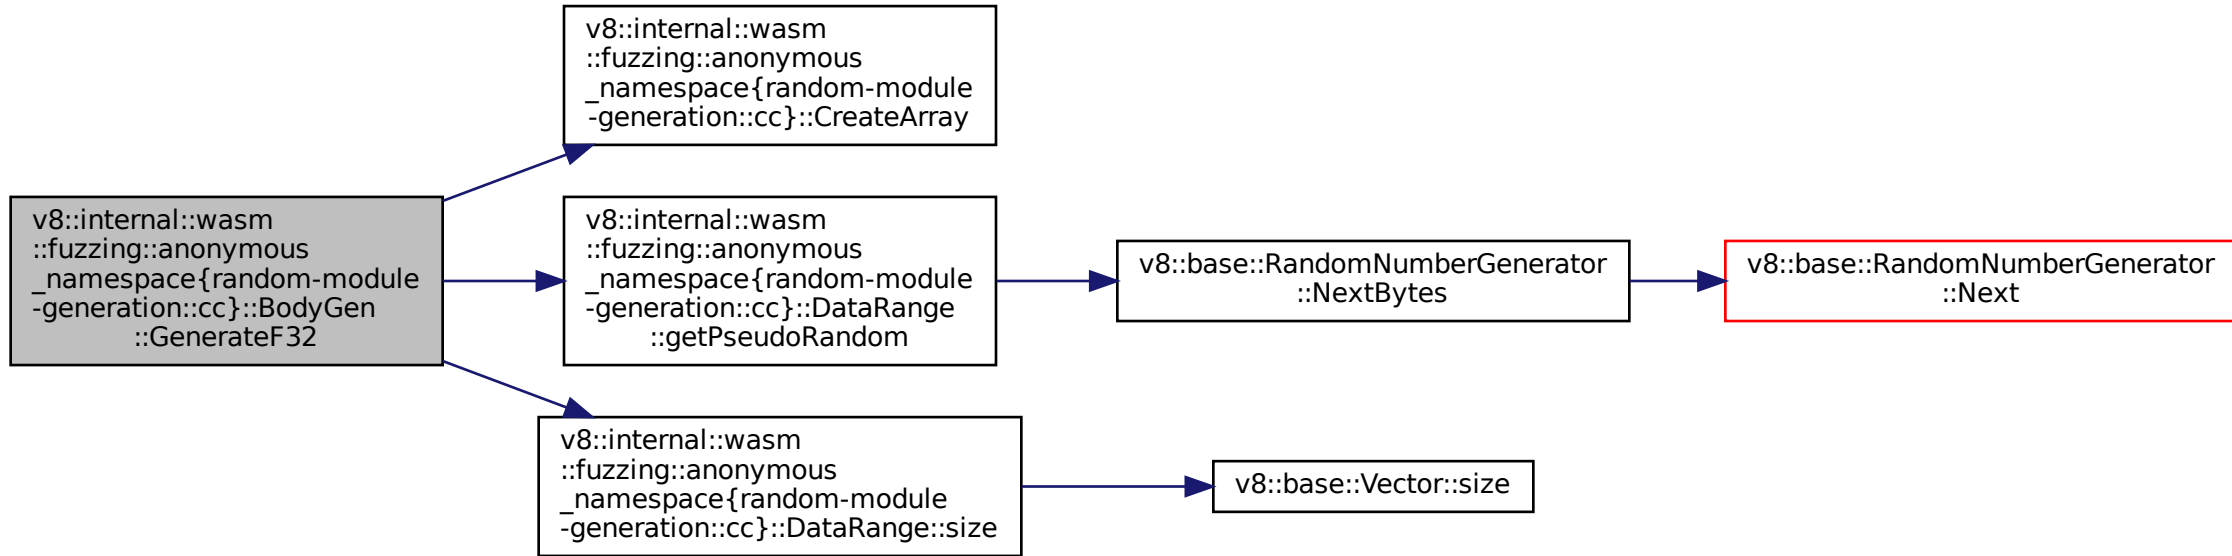 v8::internal::wasm
::fuzzing::anonymous
_namespace{random-module
-generation::cc}::BodyGen
::GenerateF32
v8::internal::wasm
::fuzzing::anonymous
_namespace{random-module
-generation::cc}::CreateArray
v8::internal::wasm
::fuzzing::anonymous
_namespace{random-module
-generation::cc}::DataRange
::getPseudoRandom
v8::base::RandomNumberGenerator
::NextBytes
v8::base::RandomNumberGenerator
::Next
v8::internal::wasm
::fuzzing::anonymous
_namespace{random-module
-generation::cc}::DataRange::size
v8::base::Vector::size